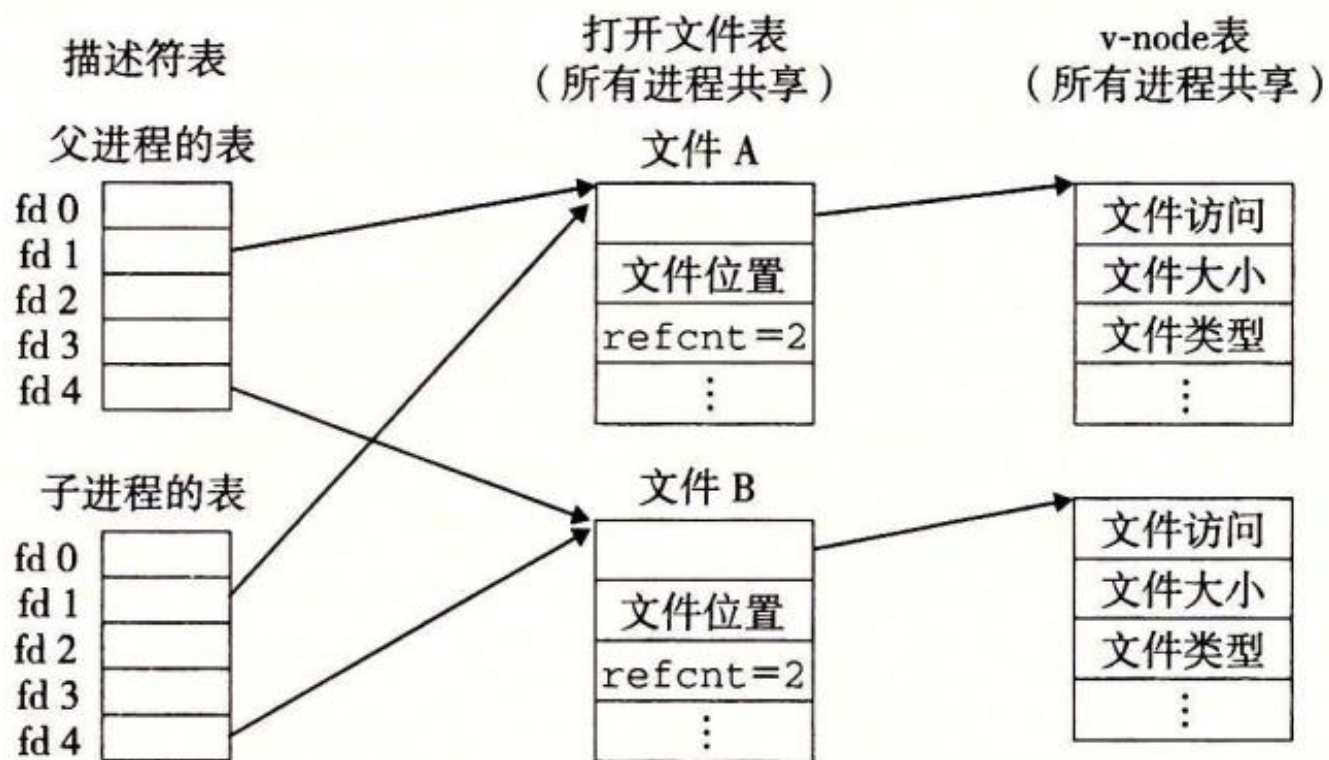 描述符表
打开文件表
（所有进程共享）
v-node表
（所有进程共享）
父进程的表
fd 0
fd 1
fd 2
fd 3
fd 4
文件 A
文件位置
refcnt=2
⋮
文件访问
文件大小
文件类型
⋮
子进程的表
fd 0
fd 1
fd 2
fd 3
fd 4
文件 B
文件位置
refcnt=2
⋮
文件访问
文件大小
文件类型
⋮